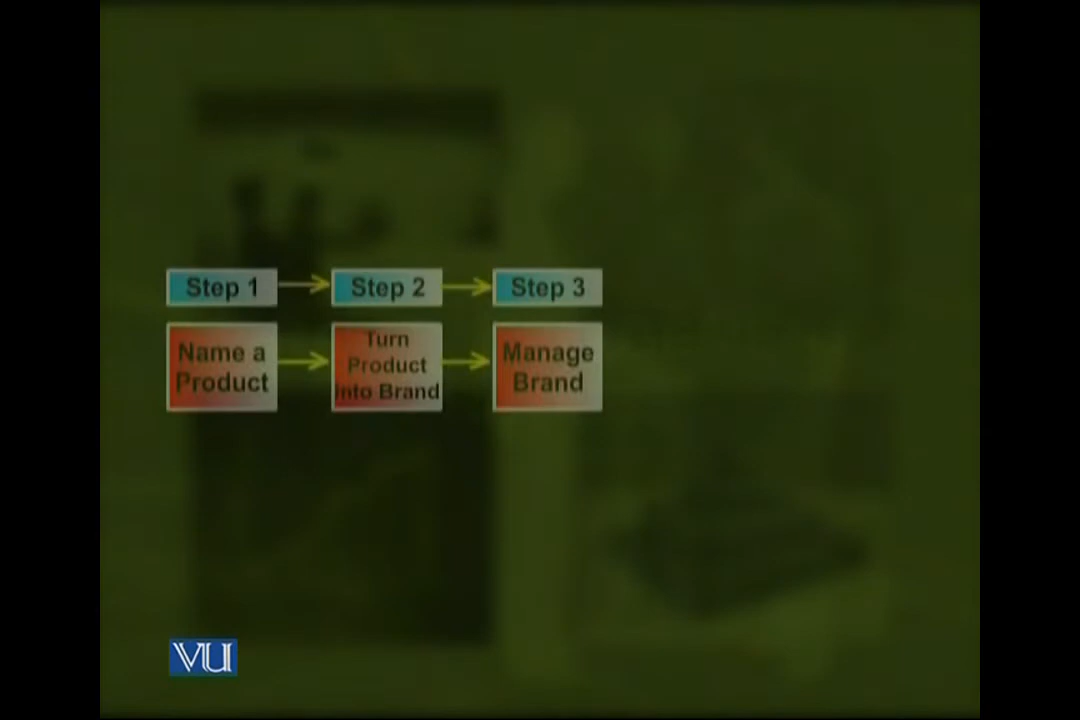 Step 1
Step 2
Step 3
Name a
Product
Turn
Product
into Brand
Manage
Brand
VU